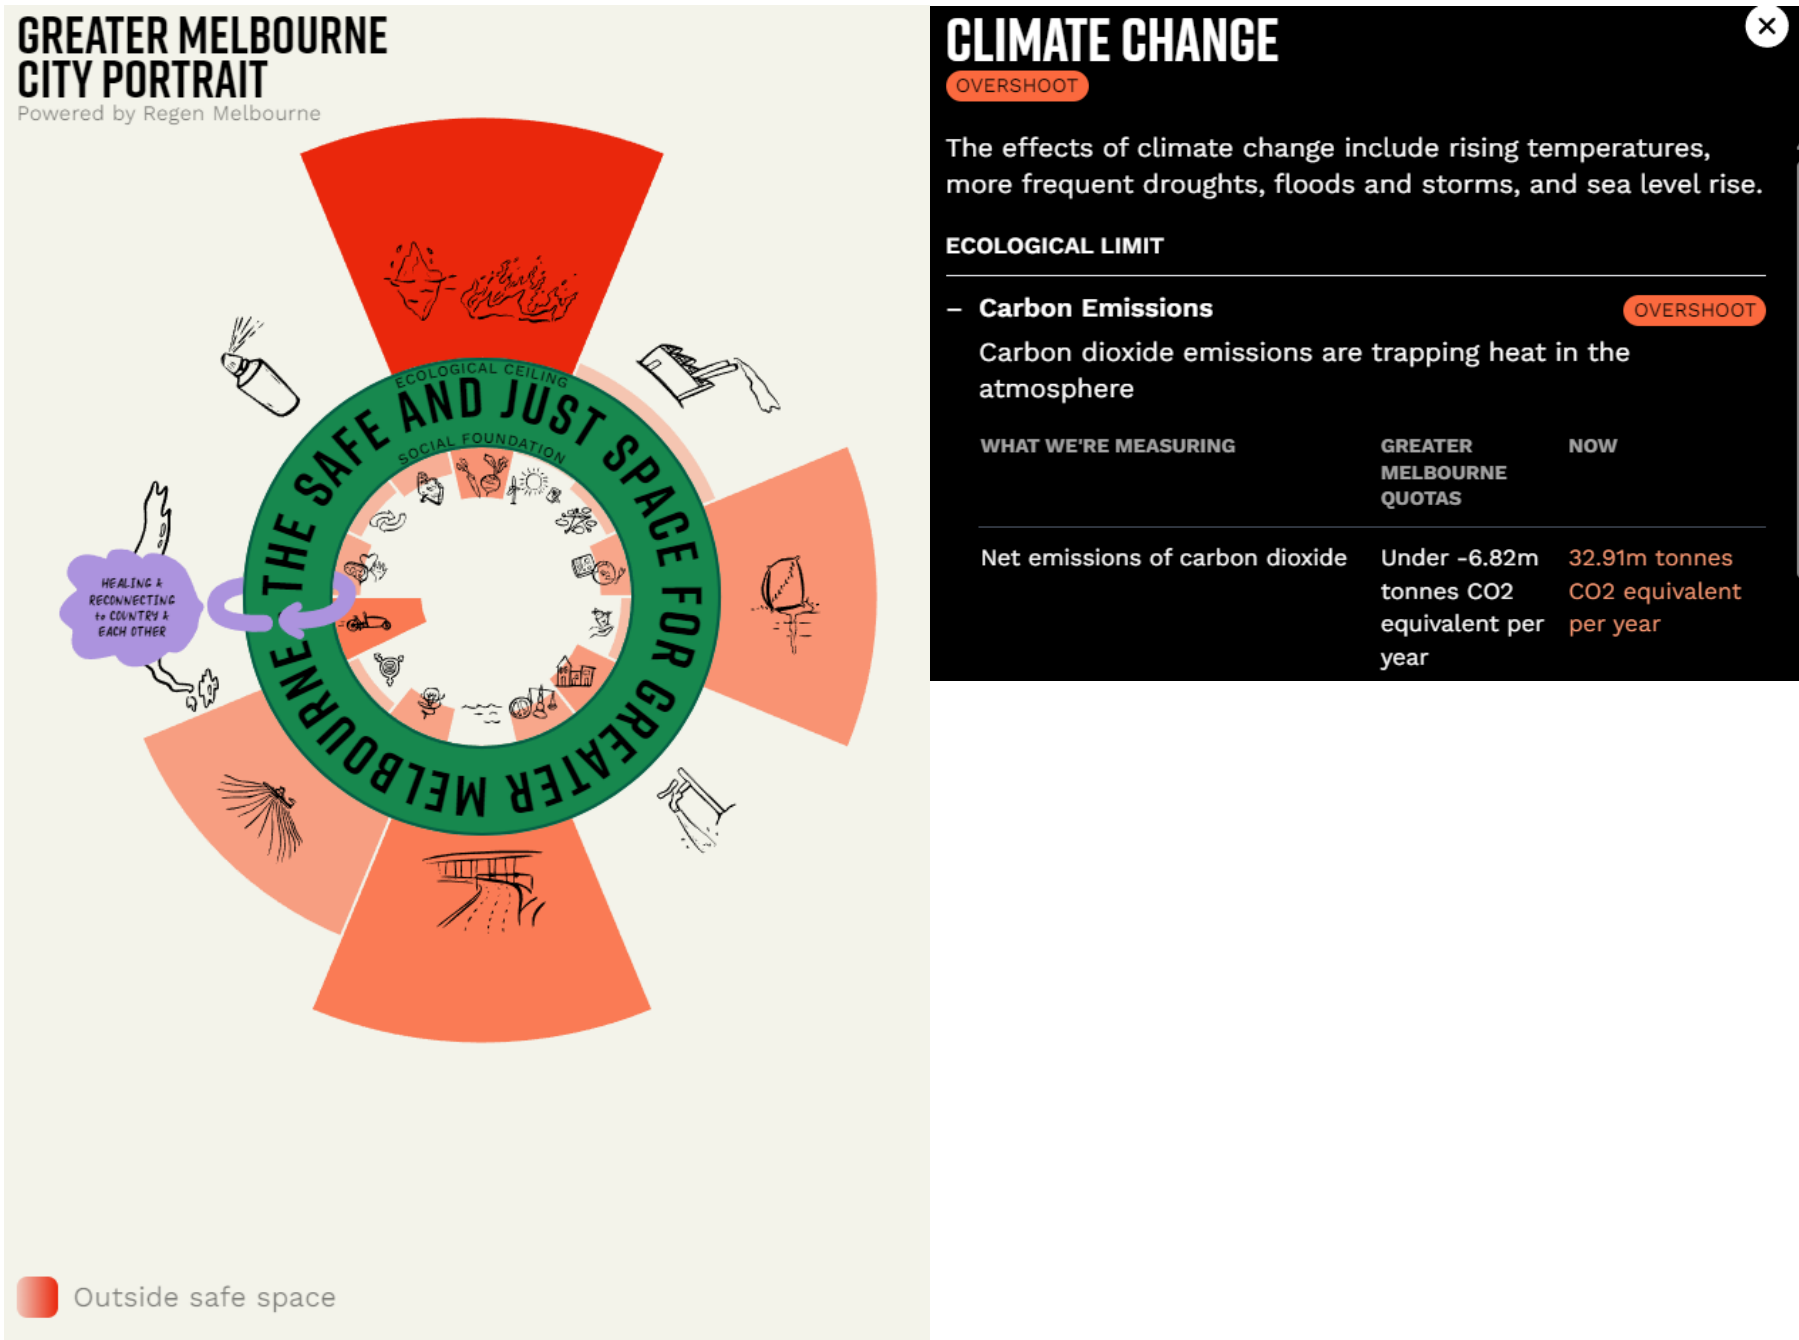 GREATER MELBOURNE
CITY PORTRAIT
Powered by Regen Melbourne
ECOLOGICAL CEILING
THE SAFE AND JUST SPACE FOR GREATER MELBOURNE
SOCIAL FOUNDATION
HEALING &
RECONNECTING
to COUNTRY &
EACH OTHER
Outside safe space
CLIMATE CHANGE
OVERSHOOT
The effects of climate change include rising temperatures,
more frequent droughts, floods and storms, and sea level rise.
ECOLOGICAL LIMIT
– Carbon Emissions
OVERSHOOT
Carbon dioxide emissions are trapping heat in the
atmosphere
WHAT WE'RE MEASURING
GREATER
MELBOURNE
QUOTAS
NOW
Net emissions of carbon dioxide
Under -6.82m
tonnes CO2
equivalent per
year
32.91m tonnes
CO2 equivalent
per year